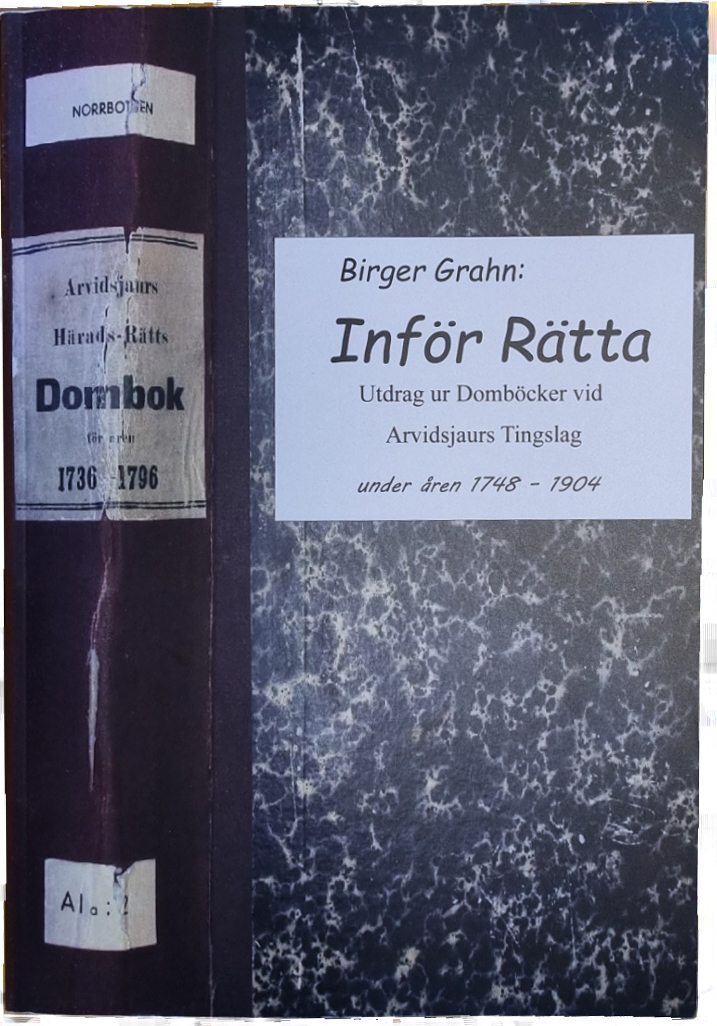 NORRBOTTEN
Arvidsjaurs
Härads-Rätts
Dombok
för åren
1736 - 1796
AI a : 2
Birger Grahn:
Inför Rätta
Utdrag ur Domböcker vid
Arvidsjaurs Tingslag
under åren 1748 - 1904